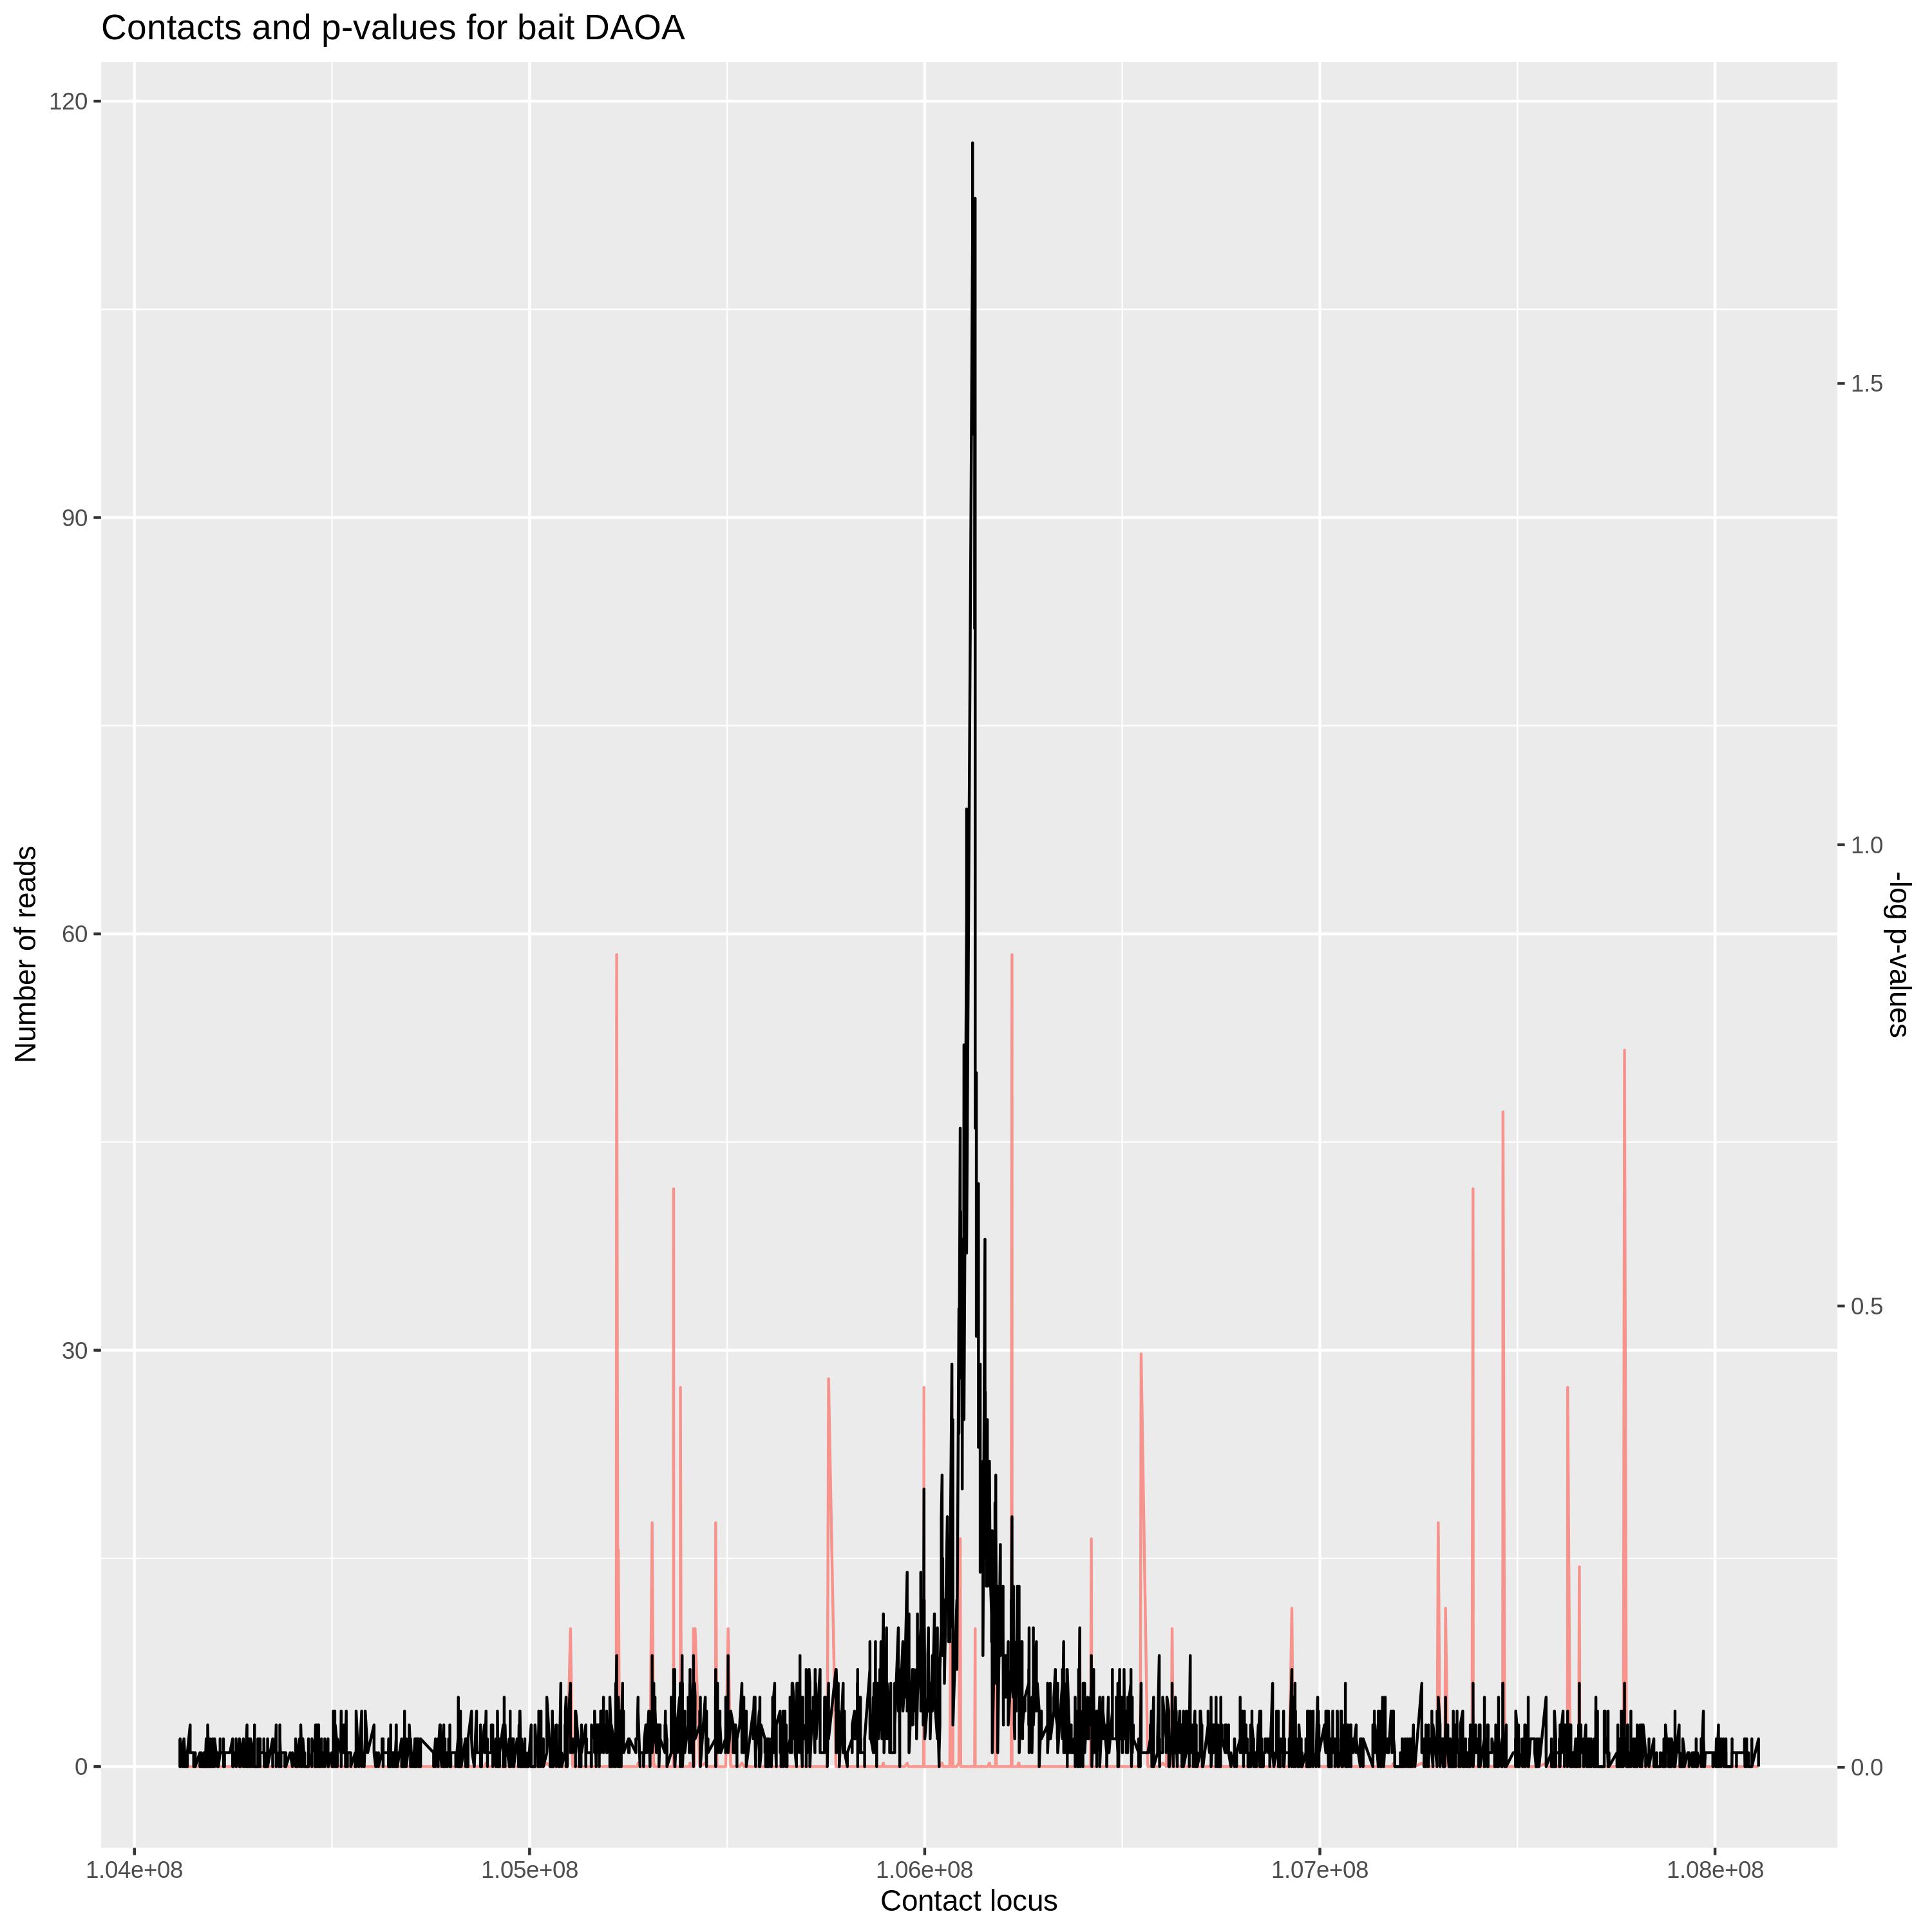 Contacts and p-values for bait DAOA
120
90
60
30
0
Number of reads
1.5
1.0
0.5
0.0
-log p-values
1.04e+08
1.05e+08
1.06e+08
1.07e+08
1.08e+08
Contact locus